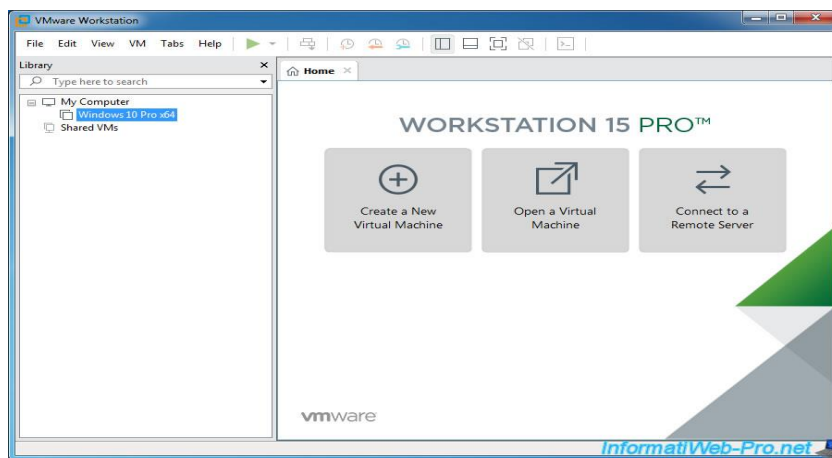 VMware Workstation
File Edit View VM Tabs Help
Library
Type here to search
My Computer
Windows 10 Pro x64
Shared VMs
Home
WORKSTATION 15 PRO™
Create a New
Virtual Machine
Open a Virtual
Machine
Connect to a
Remote Server
vmware
InformatiWeb-Pro.net